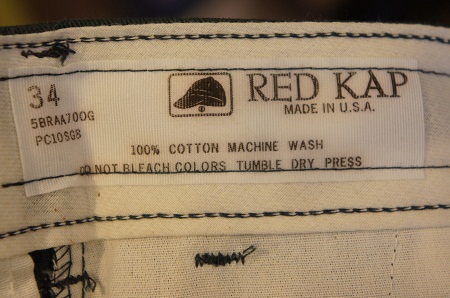 34
5BRAA700G
PC10SG8
RED KAP
MADE IN U.S.A.
100% COTTON MACHINE WASH
DO NOT BLEACH COLORS TUMBLE DRY PRESS